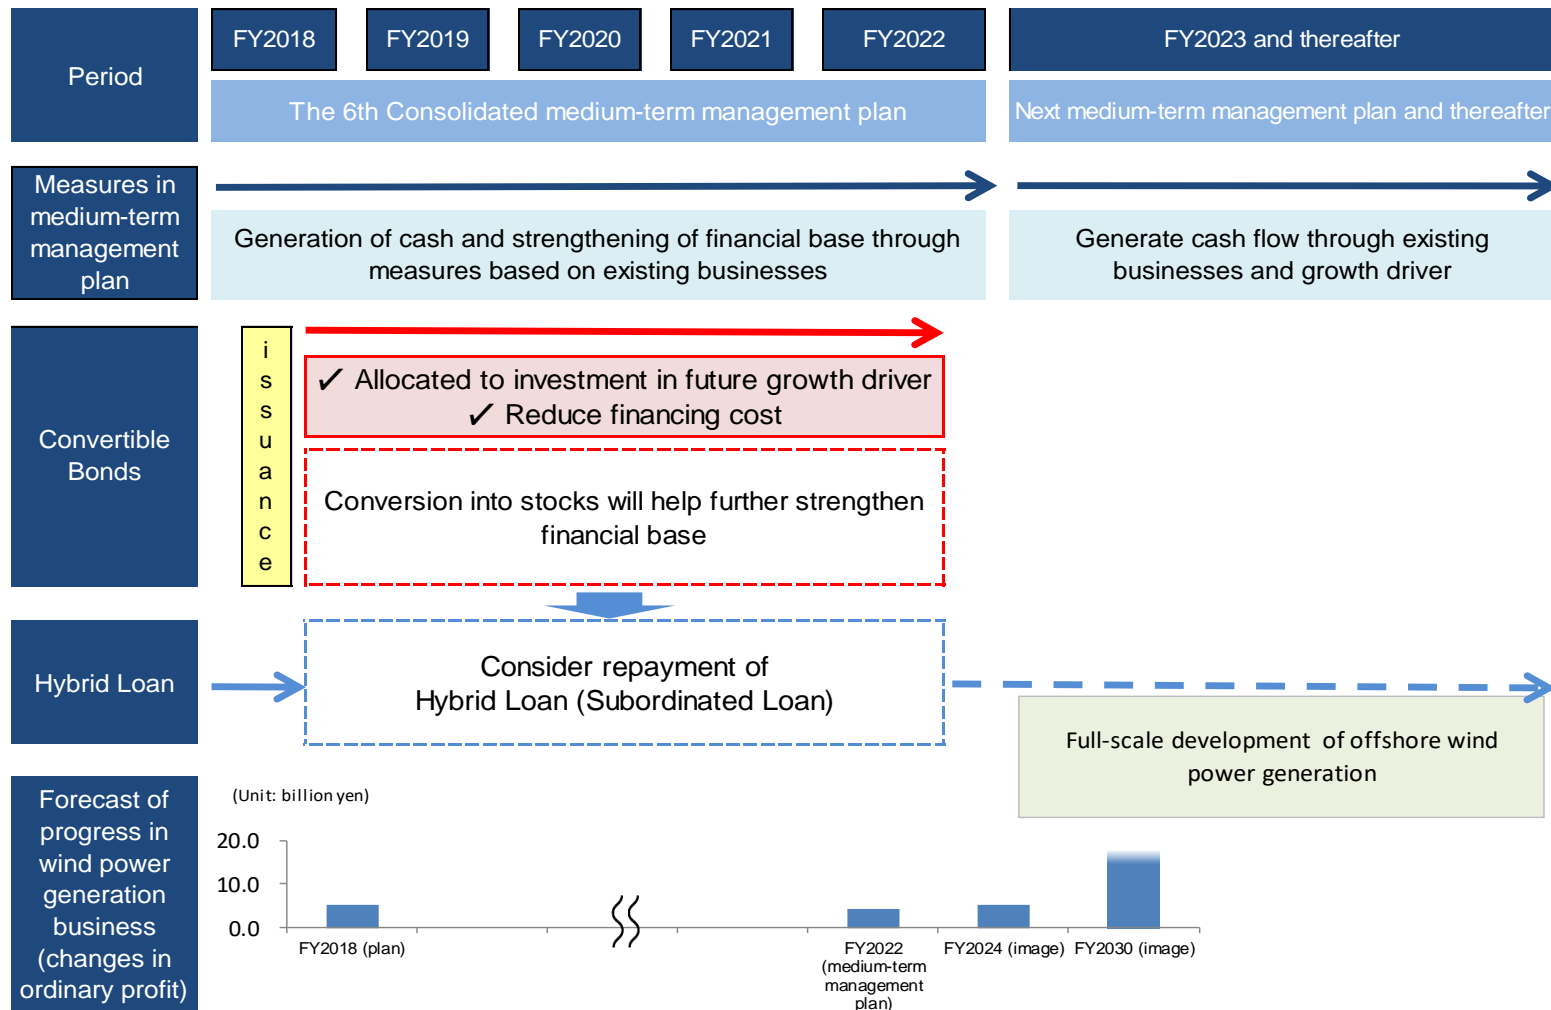 Period
FY2018
FY2019
FY2020
FY2021
FY2022
FY2023 and thereafter
The 6th Consolidated medium-term management plan
Next medium-term management plan and thereafter
Measures in
medium-term
management
plan
Generation of cash and strengthening of financial base through
measures based on existing businesses
Generate cash flow through existing
businesses and growth driver
Convertible
Bonds
i
s
s
u
a
n
c
e
✓ Allocated to investment in future growth driver
✓ Reduce financing cost
Conversion into stocks will help further strengthen
financial base
Hybrid Loan
Consider repayment of
Hybrid Loan (Subordinated Loan)
Full-scale development of offshore wind
power generation
Forecast of
progress in
wind power
generation
business
(changes in
ordinary profit)
(Unit: billion yen)
20.0
10.0
0.0
FY2018 (plan)
FY2022
(medium-term
management
plan)
FY2024 (image)
FY2030 (image)